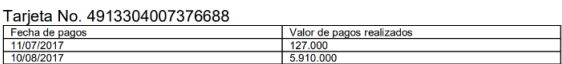 Tarjeta No. 4913304007376688
Fecha de pagos Valor de pagos realizados
11/07/2017 127.000
10/08/2017 5.910.000